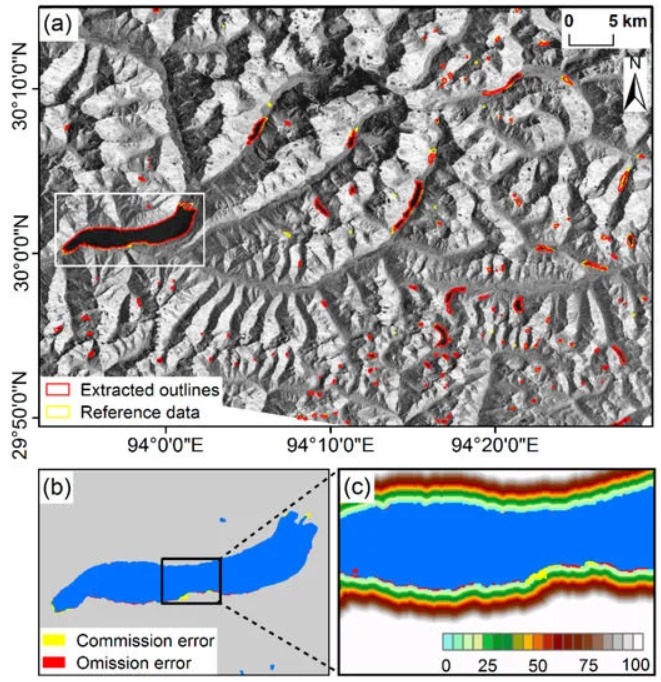 (a)
0 5 km
N
30°10'0"N
30°0'0"N
29°50'0"N
Extracted outlines
Reference data
94°0'0"E
94°10'0"E
94°20'0"E
(b)
(c)
Commission error
Omission error
0 25 50 75 100